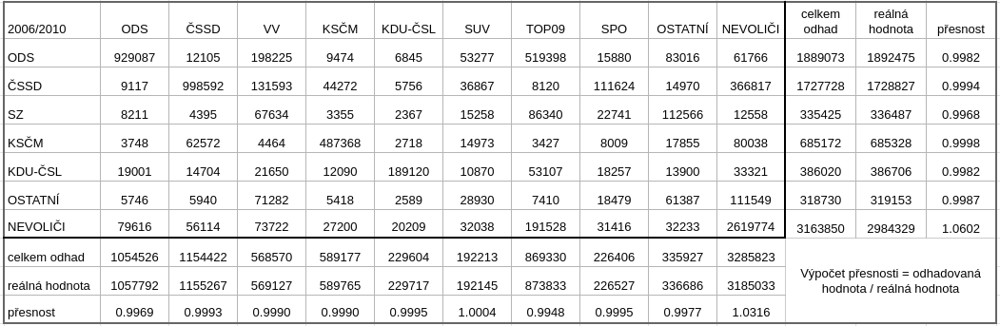 2006/2010 ODS ČSSD VV KSČM KDU-ČSL SUV TOP09 SPO OSTATNÍ NEVOLIČI celkem odhad reálná hodnota přesnost
ODS 929087 12105 198225 9474 6845 53277 519398 15880 83016 61766 1889073 1892475 0.9982
ČSSD 9117 998592 131593 44272 5756 36867 8120 111624 14970 366817 1727728 1728827 0.9994
SZ 8211 4395 67634 3355 2367 15258 86340 22741 112566 12558 335425 336487 0.9968
KSČM 3748 62572 4464 487368 2718 14973 3427 8009 17855 80038 685172 685328 0.9998
KDU-ČSL 19001 14704 21650 12090 189120 10870 53107 18257 13900 33321 386020 386706 0.9982
OSTATNÍ 5746 5940 71282 5418 2589 28930 7410 18479 61387 111549 318730 319153 0.9987
NEVOLIČI 79616 56114 73722 27200 20209 32038 191528 31416 32233 2619774 3163850 2984329 1.0602
celkem odhad 1054526 1154422 568570 589177 229604 192213 869330 226406 335927 3285823
reálná hodnota 1057792 1155267 569127 589765 229717 192145 873833 226527 336686 3185033
přesnost 0.9969 0.9993 0.9990 0.9990 0.9995 1.0004 0.9948 0.9995 0.9977 1.0316
Výpočet přesnosti = odhadovaná
hodnota / reálná hodnota